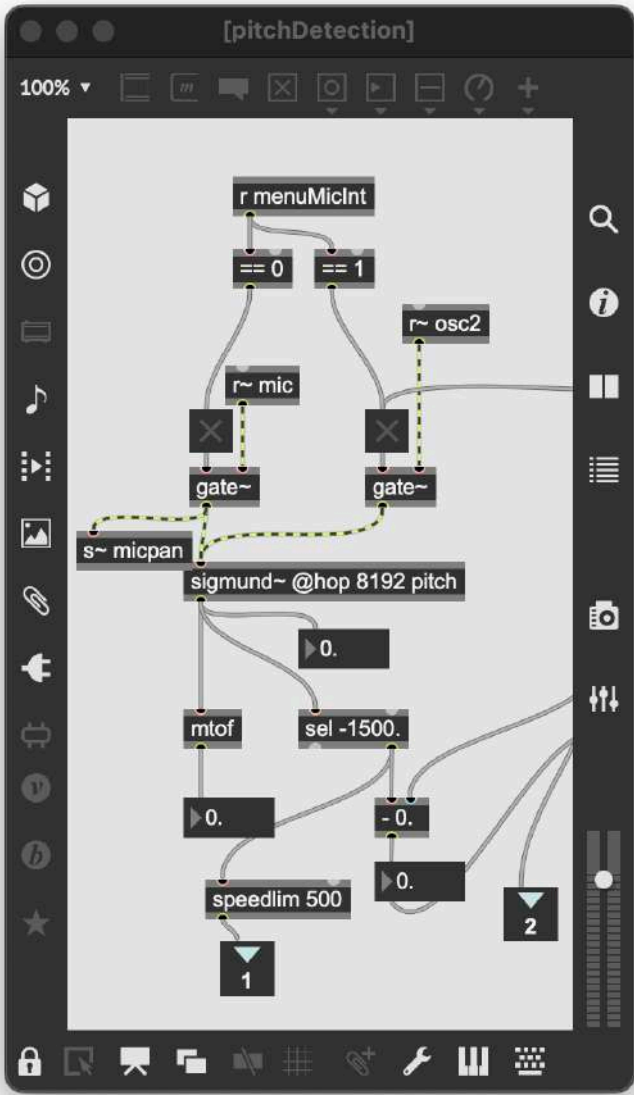 [pitchDetection]
100%
r menuMicInt
== 0
== 1
r~ osc2
r~ mic
gate~
gate~
s~ micpan
sigmund~ @hop 8192 pitch
0.
mtof
sel -1500.
0.
- 0.
0.
speedlim 500
2
1